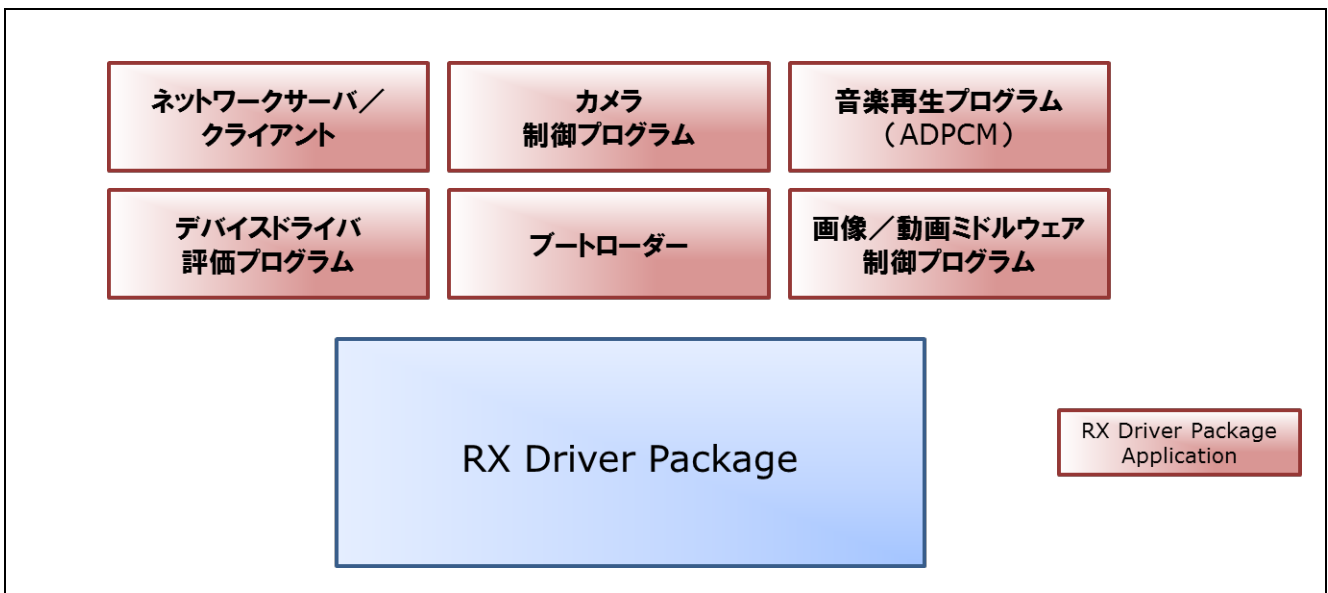 ネットワークサーバ／
クライアント
カメラ
制御プログラム
音楽再生プログラム
（ADPCM）
デバイスドライバ
評価プログラム
ブートローダー
画像／動画ミドルウェア
制御プログラム
RX Driver Package
RX Driver Package
Application